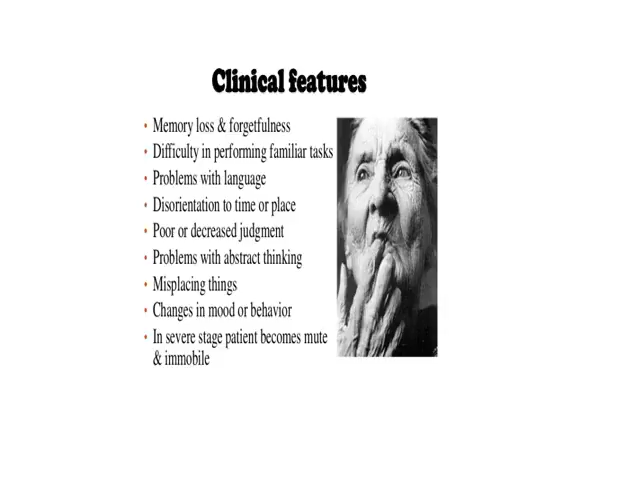 Clinical features
• Memory loss & forgetfulness
• Difficulty in performing familiar tasks
• Problems with language
• Disorientation to time or place
• Poor or decreased judgment
• Problems with abstract thinking
• Misplacing things
• Changes in mood or behavior
• In severe stage patient becomes mute
& immobile